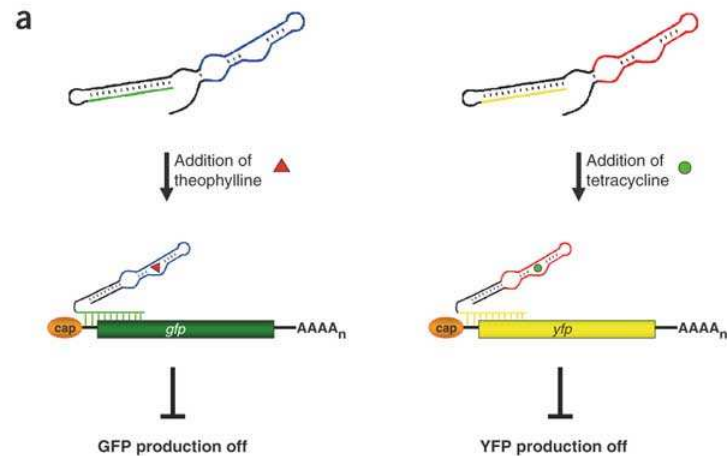 a
Addition of
theophylline
Addition of
tetracycline
cap gfp AAAAn
cap yfp AAAAn
GFP production off
YFP production off